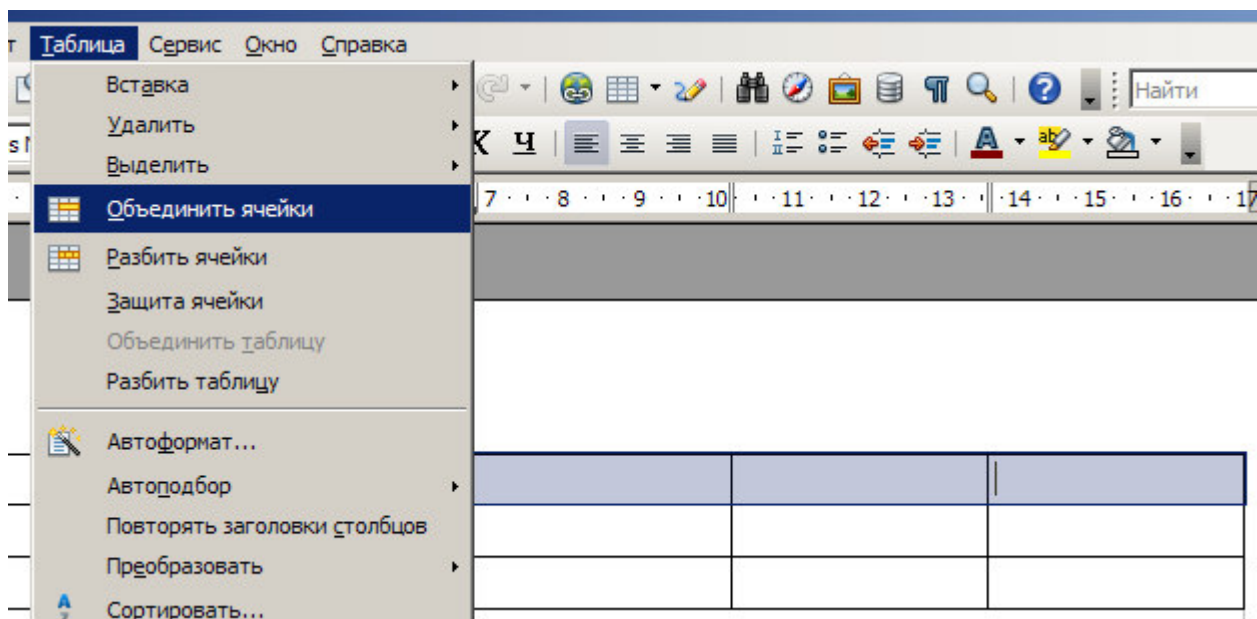 Таблица Сервис Окно Справка
Вставка
Найти
Удалить
К Ч
Выделить
7 8 9 10 11 12 13 14 15 16 17
Объединить ячейки
Разбить ячейки
Защита ячейки
Объединить таблицу
Разбить таблицу
Автоформат...
Автоподбор
Повторять заголовки столбцов
Преобразовать
Сортировать...